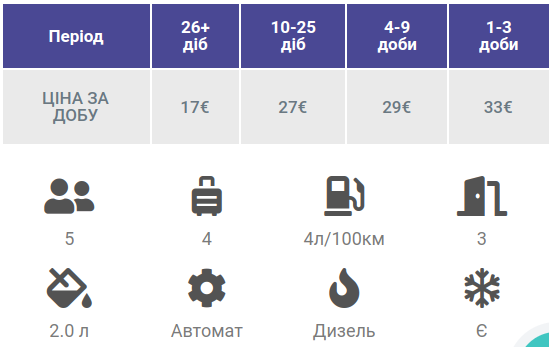 Період 26+ діб 10-25 діб 4-9 доби 1-3 доби
ЦІНА ЗА ДОБУ 17€ 27€ 29€ 33€
5 4 4л/100км 3
2.0 л Автомат Дизель Є